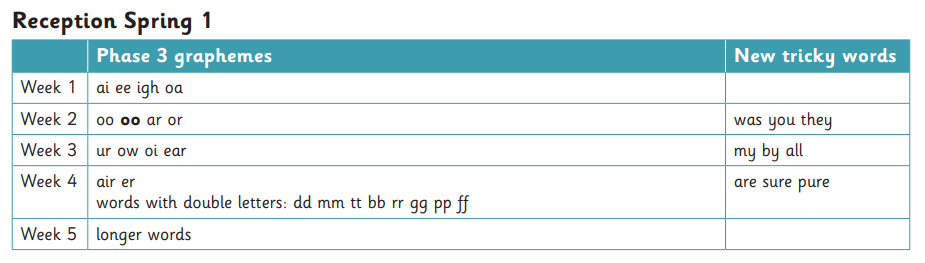 Reception Spring 1
Phase 3 graphemes New tricky words
Week 1 ai ee igh oa
Week 2 oo oo ar or was you they
Week 3 ur ow oi ear my by all
Week 4 air er are sure pure
words with double letters: dd mm tt bb rr gg pp ff
Week 5 longer words